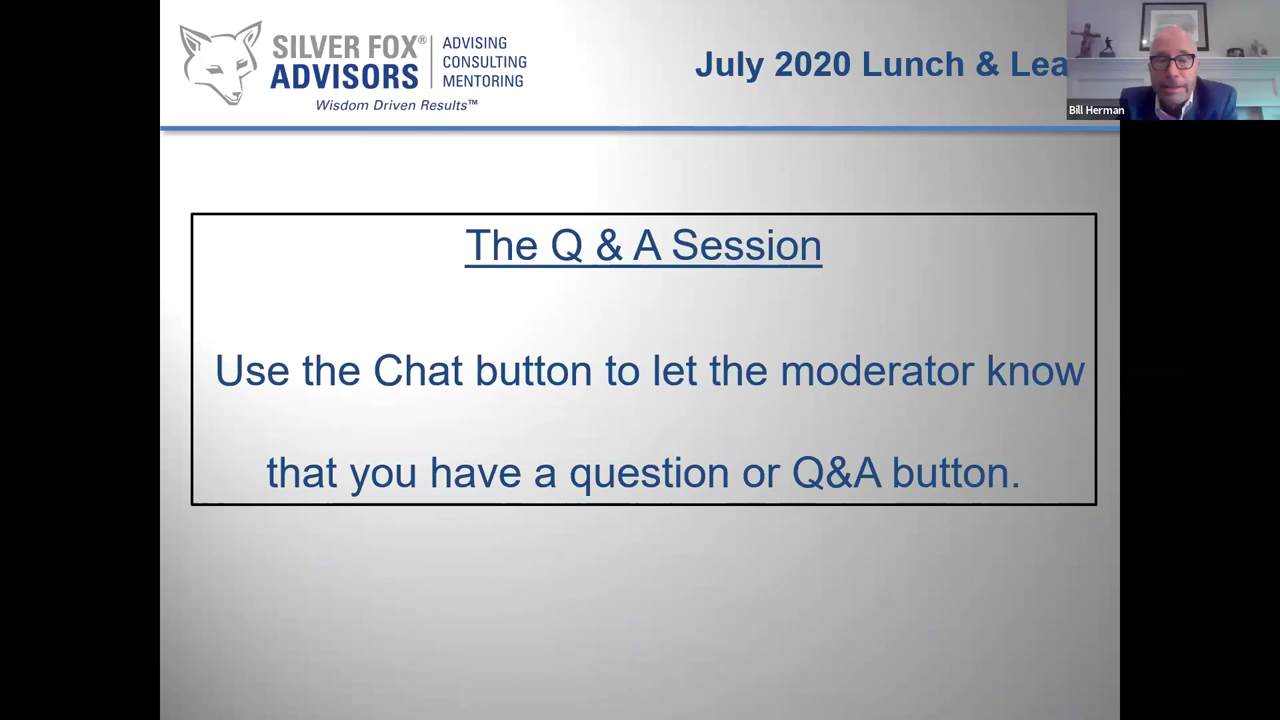 SILVER FOX®
ADVISORS
ADVISING
CONSULTING
MENTORING
Wisdom Driven Results™
July 2020 Lunch & Lea
Bill Herman
The Q & A Session
Use the Chat button to let the moderator know
that you have a question or Q&A button.